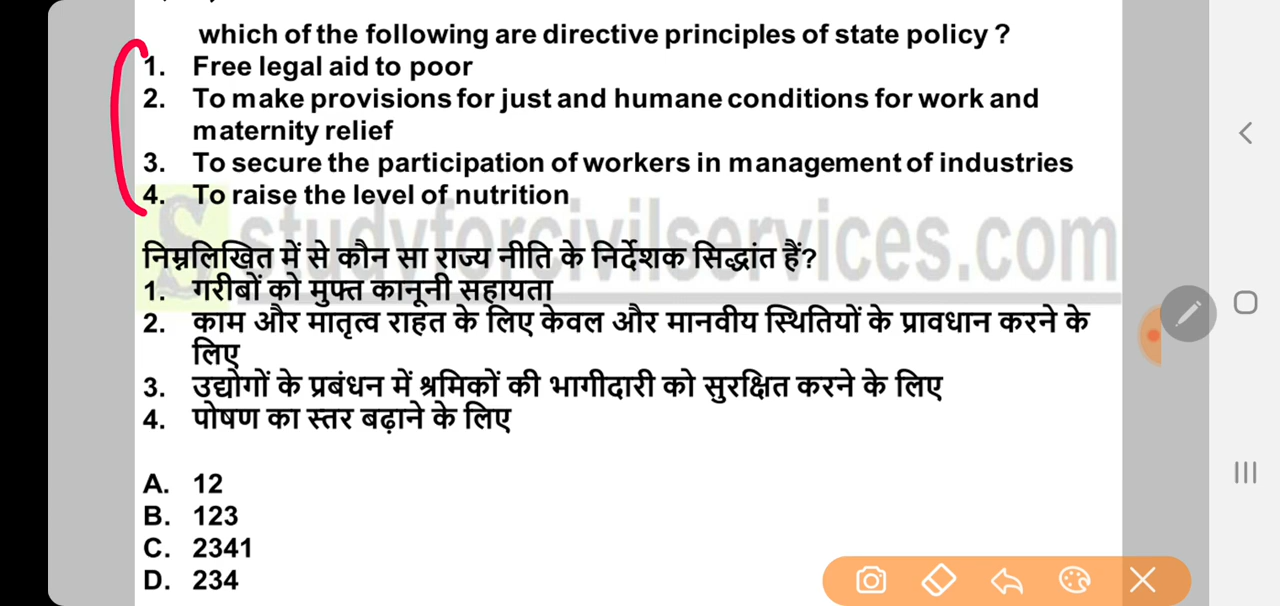 which of the following are directive principles of state policy ?
1. Free legal aid to poor
2. To make provisions for just and humane conditions for work and
maternity relief
3. To secure the participation of workers in management of industries
4. To raise the level of nutrition
studyforcivilservices.com
निम्नलिखित में से कौन सा राज्य नीति के निर्देशक सिद्धांत हैं?
1. गरीबों को मुफ्त कानूनी सहायता
2. काम और मातृत्व राहत के लिए केवल और मानवीय स्थितियों के प्रावधान करने के
लिए
3. उद्योगों के प्रबंधन में श्रमिकों की भागीदारी को सुरक्षित करने के लिए
4. पोषण का स्तर बढ़ाने के लिए
A. 12
B. 123
C. 2341
D. 234